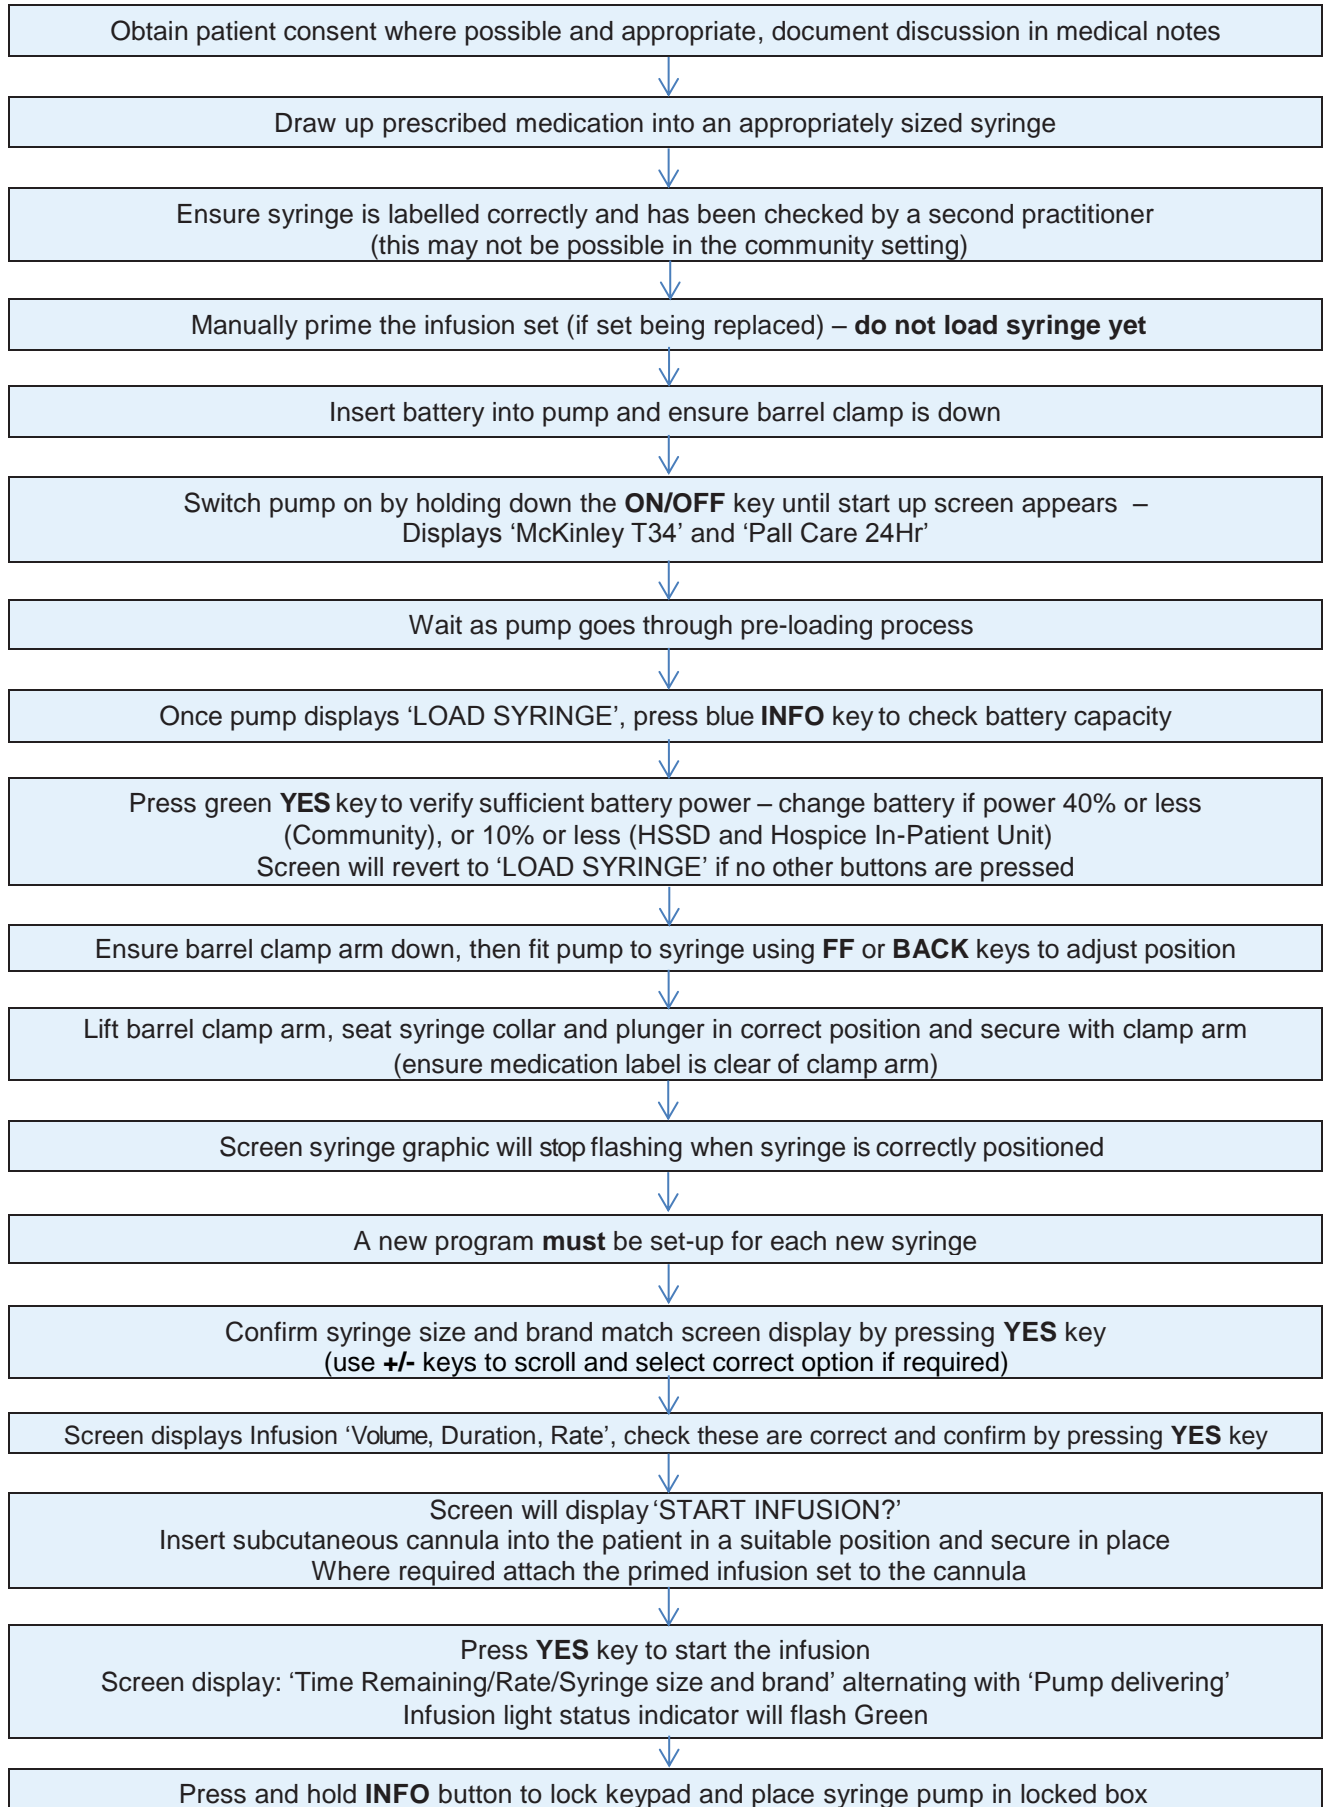 Obtain patient consent where possible and appropriate, document discussion in medical notes
Draw up prescribed medication into an appropriately sized syringe
Ensure syringe is labelled correctly and has been checked by a second practitioner
(this may not be possible in the community setting)
Manually prime the infusion set (if set being replaced) – do not load syringe yet
Insert battery into pump and ensure barrel clamp is down
Switch pump on by holding down the ON/OFF key until start up screen appears –
Displays ‘McKinley T34’ and ‘Pall Care 24Hr’
Wait as pump goes through pre-loading process
Once pump displays ‘LOAD SYRINGE’, press blue INFO key to check battery capacity
Press green YES key to verify sufficient battery power – change battery if power 40% or less
(Community), or 10% or less (HSSD and Hospice In-Patient Unit)
Screen will revert to ‘LOAD SYRINGE’ if no other buttons are pressed
Ensure barrel clamp arm down, then fit pump to syringe using FF or BACK keys to adjust position
Lift barrel clamp arm, seat syringe collar and plunger in correct position and secure with clamp arm
(ensure medication label is clear of clamp arm)
Screen syringe graphic will stop flashing when syringe is correctly positioned
A new program must be set-up for each new syringe
Confirm syringe size and brand match screen display by pressing YES key
(use +/- keys to scroll and select correct option if required)
Screen displays Infusion ‘Volume, Duration, Rate’, check these are correct and confirm by pressing YES key
Screen will display ‘START INFUSION?’
Insert subcutaneous cannula into the patient in a suitable position and secure in place
Where required attach the primed infusion set to the cannula
Press YES key to start the infusion
Screen display: ‘Time Remaining/Rate/Syringe size and brand’ alternating with ‘Pump delivering’
Infusion light status indicator will flash Green
Press and hold INFO button to lock keypad and place syringe pump in locked box